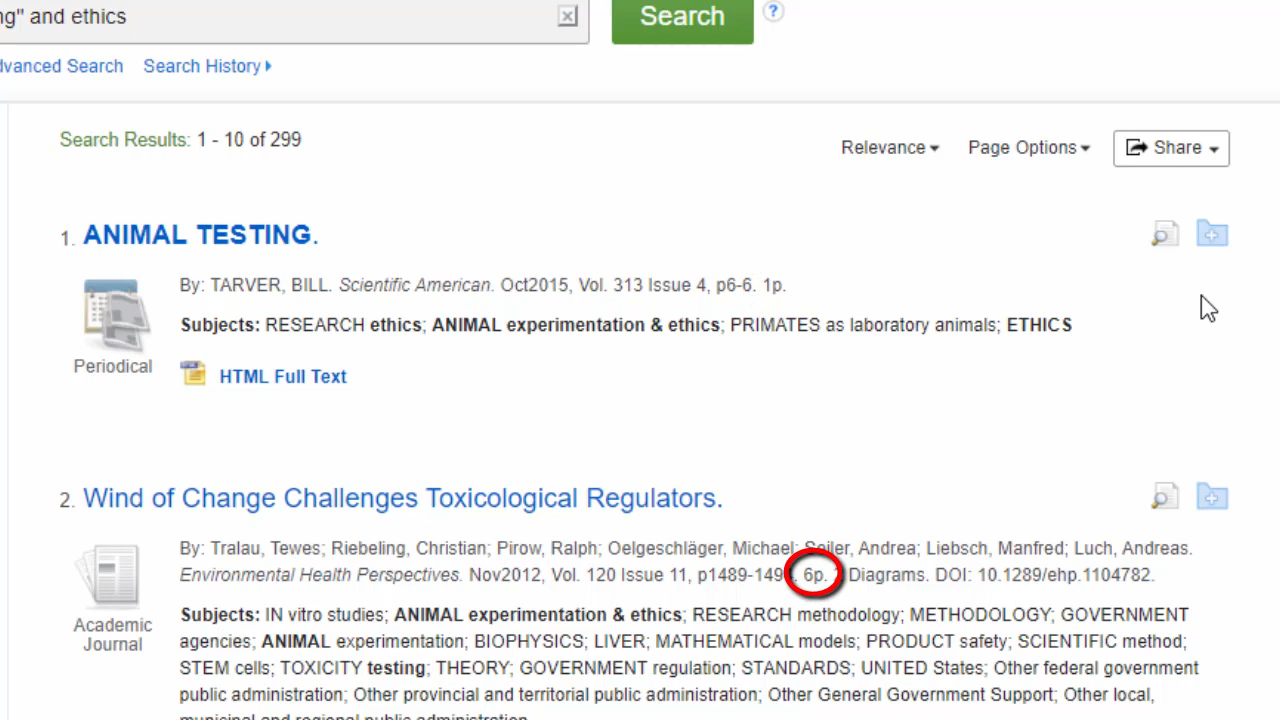 ng" and ethics
Search
?
dvanced Search Search History
Search Results: 1 - 10 of 299
Relevance Page Options Share
1. ANIMAL TESTING.
By: TARVER, BILL. Scientific American. Oct2015, Vol. 313 Issue 4, p6-6. 1p.
Subjects: RESEARCH ethics; ANIMAL experimentation & ethics; PRIMATES as laboratory animals; ETHICS
Periodical
HTML Full Text
2. Wind of Change Challenges Toxicological Regulators.
By: Tralau, Tewes; Riebeling, Christian; Pirow, Ralph; Oelgeschläger, Michael; Seiler, Andrea; Liebsch, Manfred; Luch, Andreas.
Environmental Health Perspectives. Nov2012, Vol. 120 Issue 11, 6p. Diagrams. DOI: 10.1289/ehp.1104782.
Academic
Journal
Subjects: IN vitro studies; ANIMAL experimentation & ethics; RESEARCH methodology; METHODOLOGY; GOVERNMENT
agencies; ANIMAL experimentation; BIOPHYSICS; LIVER; MATHEMATICAL models; PRODUCT safety; SCIENTIFIC method;
STEM cells; TOXICITY testing; THEORY; GOVERNMENT regulation; STANDARDS; UNITED States; Other federal government
public administration; Other provincial and territorial public administration; Other General Government Support; Other local,
municipal and regional public administration